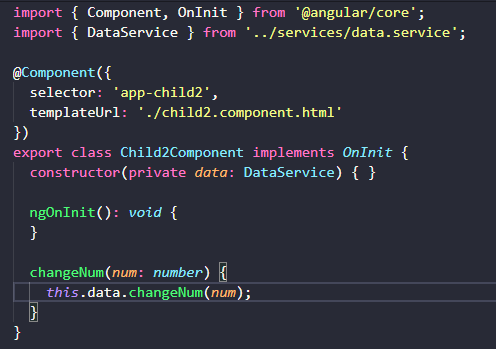 import { Component, OnInit } from '@angular/core';
import { DataService } from '../services/data.service';

@Component({
  selector: 'app-child2',
  templateUrl: './child2.component.html'
})
export class Child2Component implements OnInit {
  constructor(private data: DataService) { }

  ngOnInit(): void {
  }

  changeNum(num: number) {
    this.data.changeNum(num);
  }
}